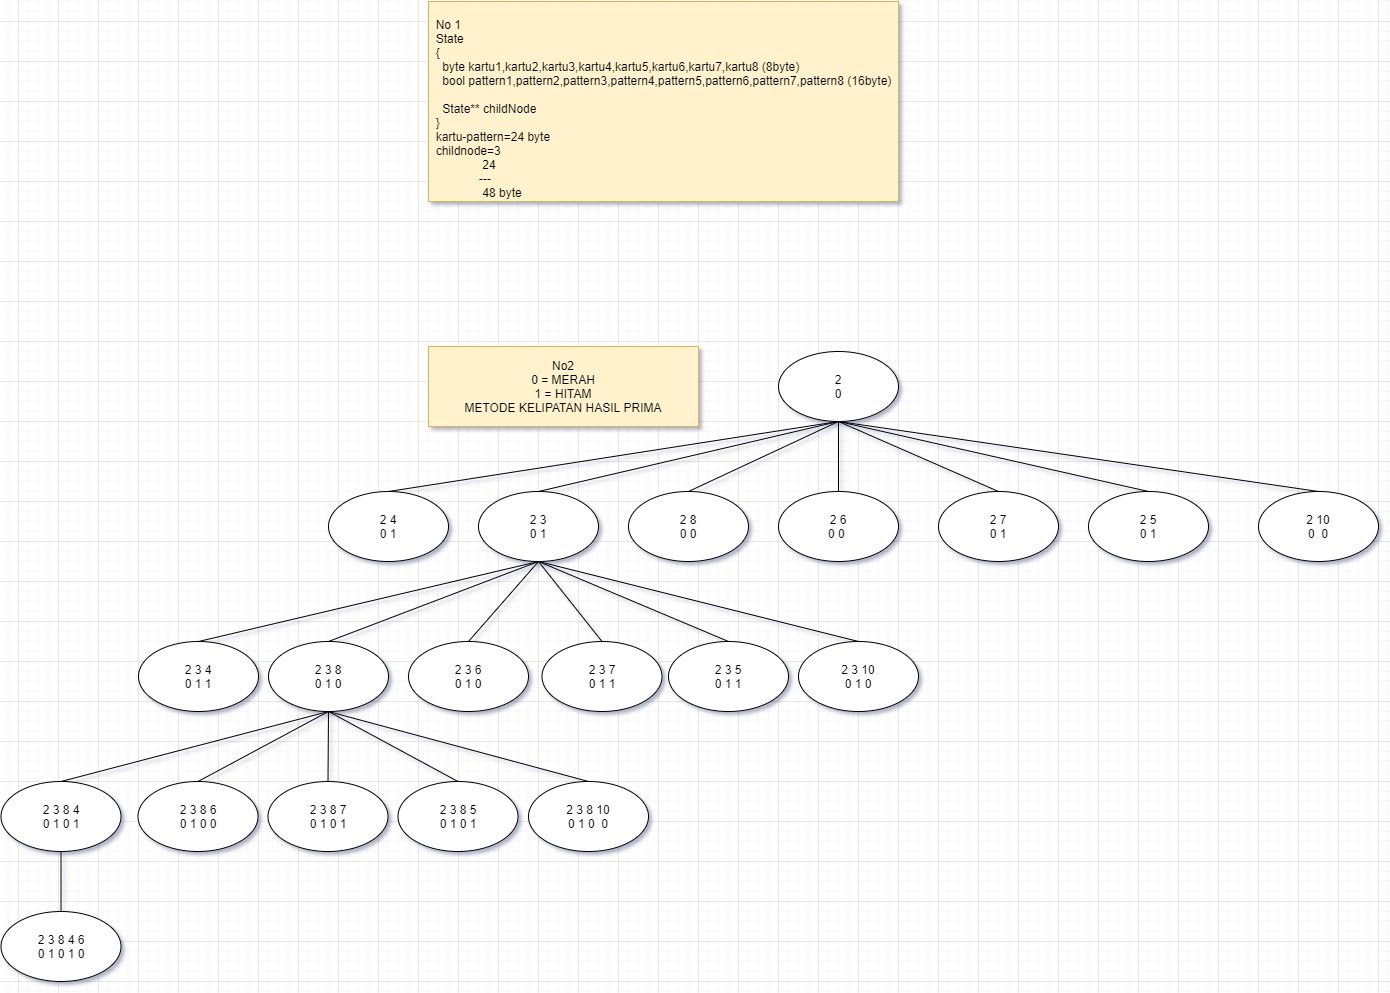 No 1
State
{
byte kartu1,kartu2,kartu3,kartu4,kartu5,kartu6,kartu7,kartu8 (8byte)
bool pattern1,pattern2,pattern3,pattern4,pattern5,pattern6,pattern7,pattern8 (16byte)
State** childNode
}
kartu-pattern=24 byte
childnode=3
24
---
48 byte
No2
0 = MERAH
1 = HITAM
METODE KELIPATAN HASIL PRIMA
2
0
2 4
0 1
2 3
0 1
2 8
0 0
2 6
0 0
2 7
0 1
2 5
0 1
2 10
0 0
2 3 4
0 1 1
2 3 8
0 1 0
2 3 6
0 1 0
2 3 7
0 1 1
2 3 5
0 1 1
2 3 10
0 1 0
2 3 8 4
0 1 0 1
2 3 8 6
0 1 0 0
2 3 8 7
0 1 0 1
2 3 8 5
0 1 0 1
2 3 8 10
0 1 0 0
2 3 8 4 6
0 1 0 1 0